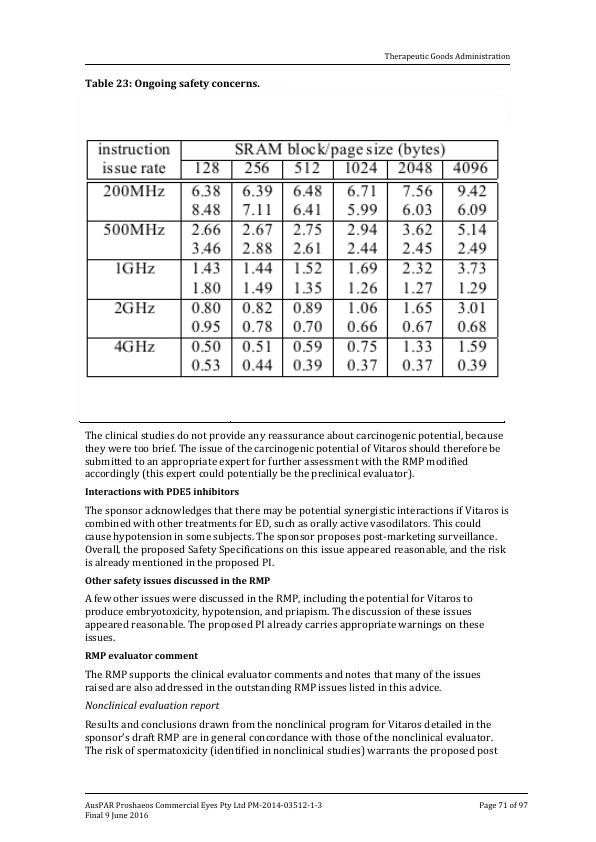 Therapeutic Goods Administration
Table 23: Ongoing safety concerns.
instruction issue rate SRAM block/page size (bytes)
128 256 512 1024 2048 4096
200MHz 6.38 6.39 6.48 6.71 7.56 9.42
8.48 7.11 6.41 5.99 6.03 6.09
500MHz 2.66 2.67 2.75 2.94 3.62 5.14
3.46 2.88 2.61 2.44 2.45 2.49
1GHz 1.43 1.44 1.52 1.69 2.32 3.73
1.80 1.49 1.35 1.26 1.27 1.29
2GHz 0.80 0.82 0.89 1.06 1.65 3.01
0.95 0.78 0.70 0.66 0.67 0.68
4GHz 0.50 0.51 0.59 0.75 1.33 1.59
0.53 0.44 0.39 0.37 0.37 0.39
The clinical studies do not provide any reassurance about carcinogenic potential, because
they were too brief. The issue of the carcinogenic potential of Vitaros should therefore be
submitted to an appropriate expert for further assessment with the RMP modified
accordingly (this expert could potentially be the preclinical evaluator).
Interactions with PDE5 inhibitors
The sponsor acknowledges that there may be potential synergistic interactions if Vitaros is
combined with other treatments for ED, such as orally active vasodilators. This could
cause hypotension in some subjects. The sponsor proposes post-marketing surveillance.
Overall, the proposed Safety Specifications on this issue appeared reasonable, and the risk
is already mentioned in the proposed PI.
Other safety issues discussed in the RMP
A few other issues were discussed in the RMP, including the potential for Vitaros to
produce embryotoxicity, hypotension, and priapism. The discussion of these issues
appeared reasonable. The proposed PI already carries appropriate warnings on these
issues.
RMP evaluator comment
The RMP supports the clinical evaluator comments and notes that many of the issues
raised are also addressed in the outstanding RMP issues listed in this advice.
Nonclinical evaluation report
Results and conclusions drawn from the nonclinical program for Vitaros detailed in the
sponsor's draft RMP are in general concordance with those of the nonclinical evaluator.
The risk of spermatoxicity (identified in nonclinical studies) warrants the proposed post
AusPAR Proshaeos Commercial Eyes Pty Ltd PM-2014-03512-1-3 Page 71 of 97
Final 9 June 2016